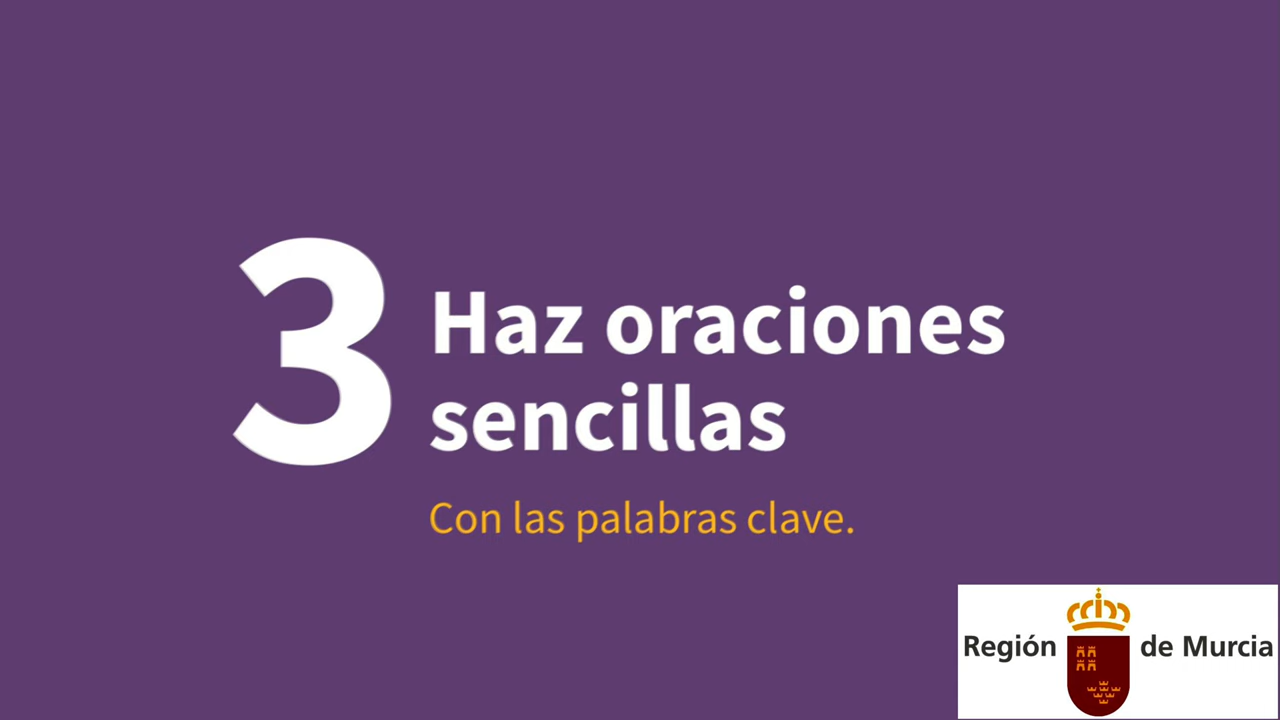 3
Haz oraciones
sencillas
Con las palabras clave.
Región de Murcia